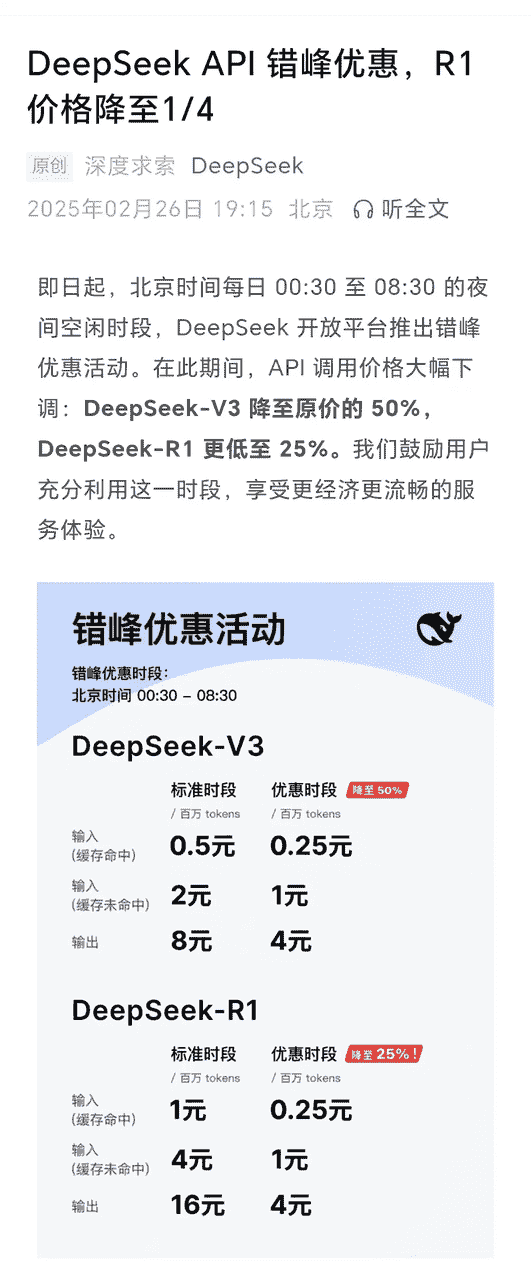 DeepSeek API 错峰优惠，R1
价格降至1/4
原创 深度求索 DeepSeek
2025年02月26日 19:15 北京 听全文
即日起，北京时间每日 00:30 至 08:30 的夜
间空闲时段，DeepSeek 开放平台推出错峰
优惠活动。在此期间，API 调用价格大幅下
调：DeepSeek-V3 降至原价的 50%，
DeepSeek-R1 更低至 25%。我们鼓励用户
充分利用这一时段，享受更经济更流畅的服
务体验。
错峰优惠活动
错峰优惠时段：
北京时间 00:30 – 08:30
DeepSeek-V3
标准时段 优惠时段 降至 50%
/ 百万 tokens / 百万 tokens
输入
(缓存命中) 0.5元 0.25元
输入
(缓存未命中) 2元 1元
输出 8元 4元
DeepSeek-R1
标准时段 优惠时段 降至 25%！
/ 百万 tokens / 百万 tokens
输入
(缓存命中) 1元 0.25元
输入
(缓存未命中) 4元 1元
输出 16元 4元